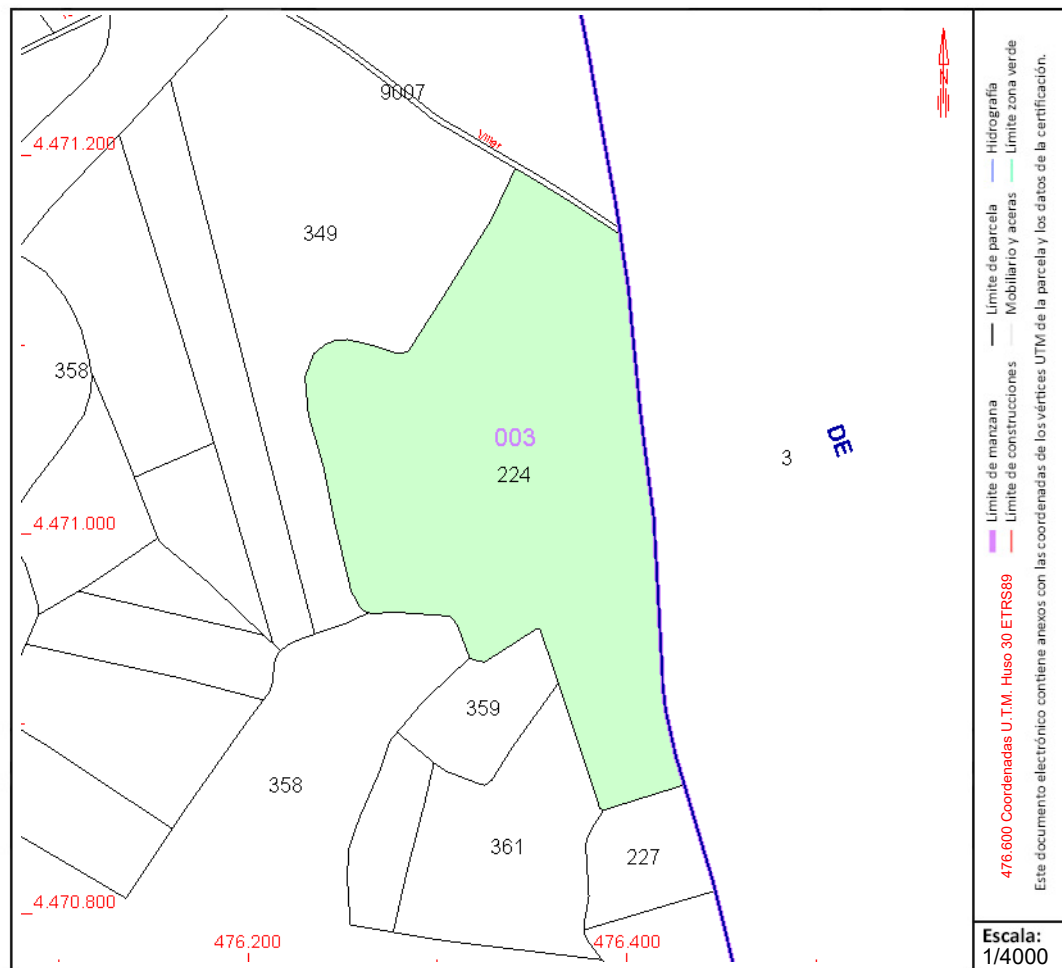 9007
Villar
4.471.200
349
358
003
224
DE
3
4.471.000
359
358
361
227
4.470.800
476.200
476.400
476.600 Coordenadas U.T.M. Huso 30 ETRS89
Límite de manzana
Límite de parcela
Hidrografía
Límite de construcciones
Mobiliario y aceras
Límite zona verde
Este documento electrónico contiene anexos con las coordenadas de los vértices UTM de la parcela y los datos de la certificación.
Escala:
1/4000